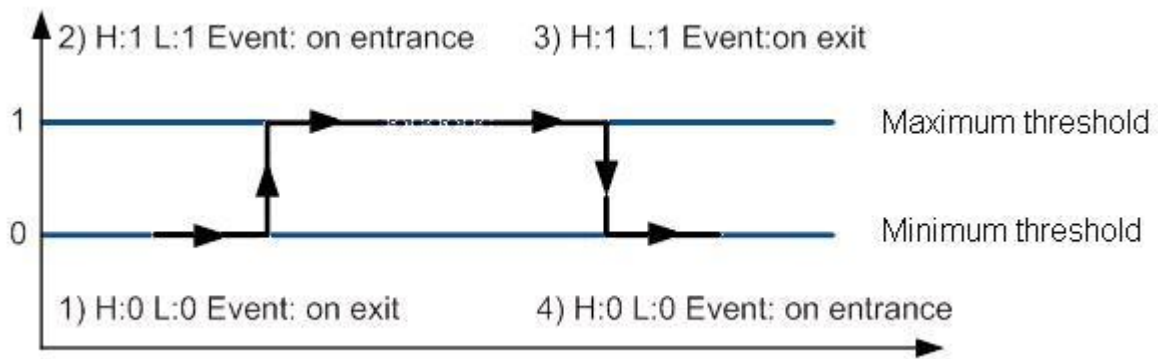 2) H:1 L:1 Event: on entrance
3) H:1 L:1 Event:on exit
1
Maximum threshold
0
Minimum threshold
1) H:0 L:0 Event: on exit
4) H:0 L:0 Event: on entrance